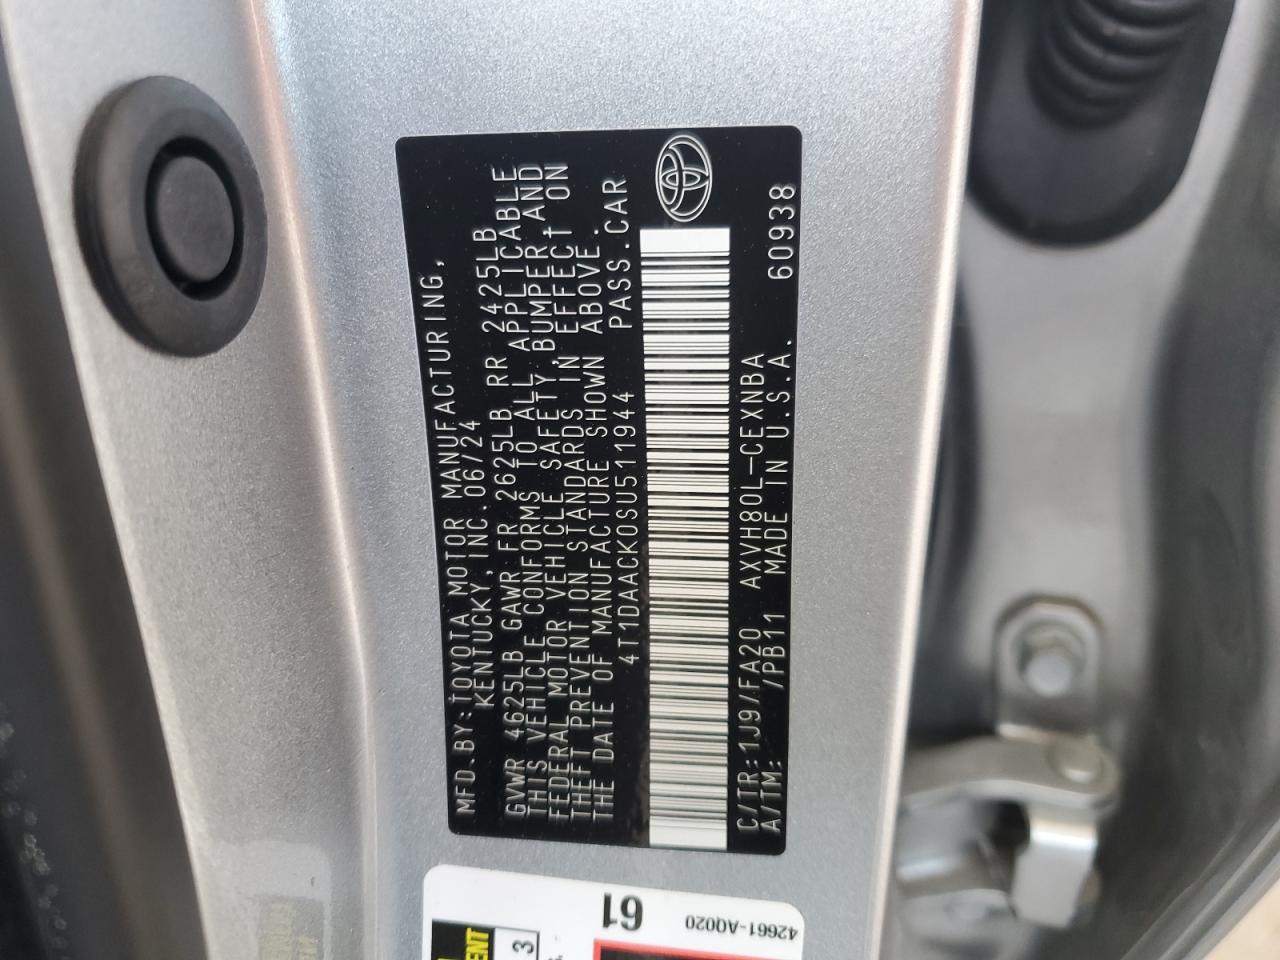 MFD.BY:TOYOTA MOTOR MANUFACTURING,
KENTUCKY,INC.06/24
GVWR 4625LB GAWR FR 2625LB RR 2425LB
THIS VEHICLE CONFORMS TO ALL APPLICABLE
FEDERAL MOTOR VEHICLE SAFETY,BUMPER,AND
THEFT PREVENTION STANDARDS IN EFFECT ON
THE DATE OF MANUFACTURE SHOWN ABOVE.
4T1DAACK0SU511944 PASS.CAR
C/TR:1J9/FA20 AXVH80L-CEXNBA 60938
A/TM: /PB11 MADE IN U.S.A.
61
42661-AQ020
3